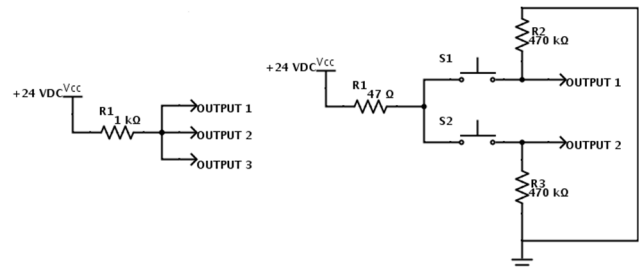 +24 VDC Vcc
R1
1 kΩ
OUTPUT 1
OUTPUT 2
OUTPUT 3
+24 VDC Vcc
R1
47 Ω
S1
S2
R2
470 kΩ
OUTPUT 1
OUTPUT 2
R3
470 kΩ